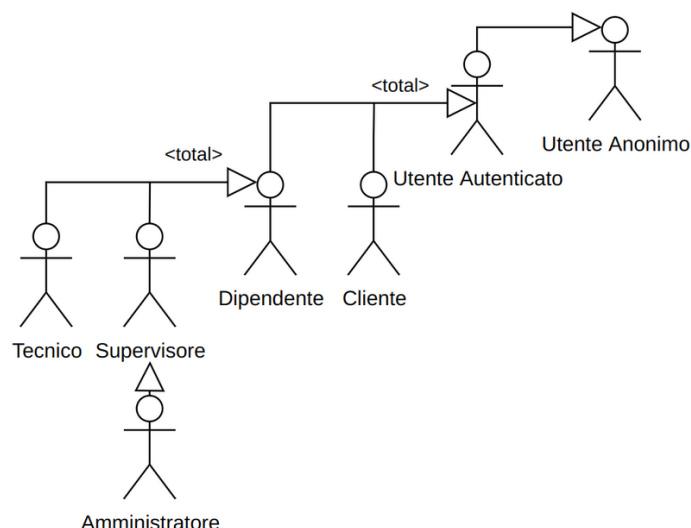 <total>
Utente Anonimo
<total>
Utente Autenticato
Dipendente
Cliente
Tecnico
Supervisore
Amministratore